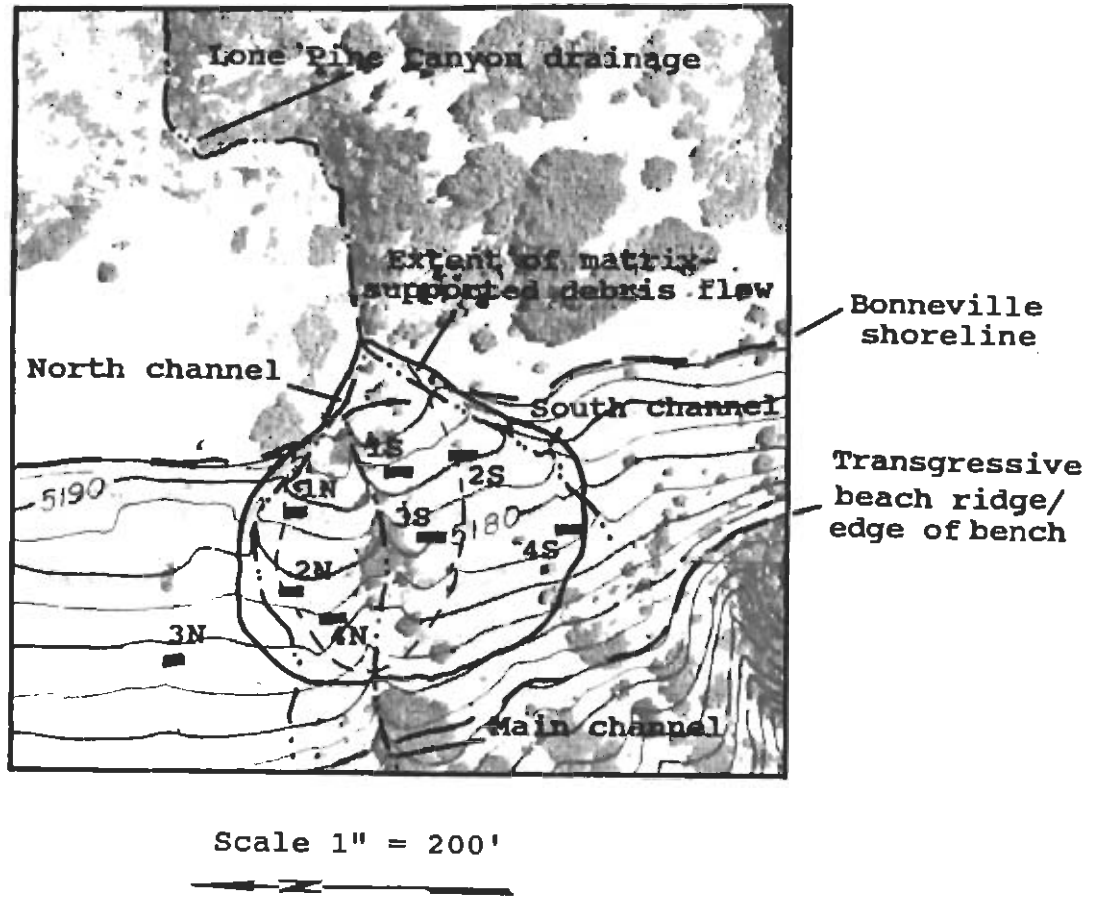 Lone Pine Canyon drainage
Extent of matrix-
supported debris flow
Bonneville
shoreline
North channel
South channel
1S
2S
Transgressive
beach ridge/
edge of bench
5190
1N
3S
5180
4S
2N
4N
3N
Main channel
Scale 1" = 200'
N